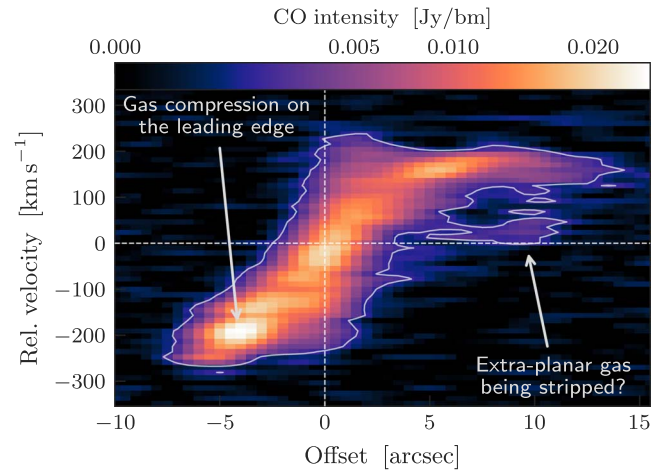 CO intensity [Jy/bm]
0.000 0.005 0.010 0.020
Gas compression on
the leading edge
Rel. velocity [km s⁻¹]
300
200
100
0
−100
−200
−300
Extra-planar gas
being stripped?
−10 −5 0 5 10 15
Offset [arcsec]